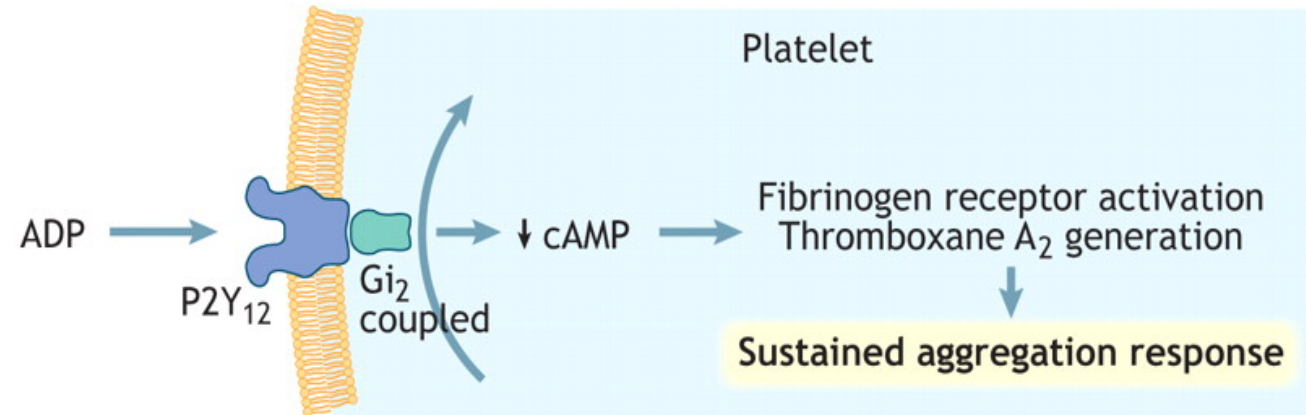 Platelet
ADP
P2Y12
Gi2
coupled
↓ cAMP
Fibrinogen receptor activation
Thromboxane A2 generation
Sustained aggregation response